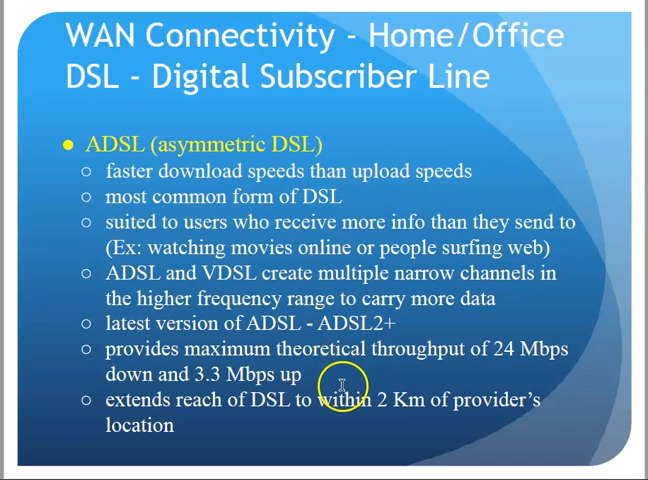 WAN Connectivity - Home/Office
DSL - Digital Subscriber Line
● ADSL (asymmetric DSL)
○ faster download speeds than upload speeds
○ most common form of DSL
○ suited to users who receive more info than they send to
(Ex: watching movies online or people surfing web)
○ ADSL and VDSL create multiple narrow channels in
the higher frequency range to carry more data
○ latest version of ADSL - ADSL2+
○ provides maximum theoretical throughput of 24 Mbps
down and 3.3 Mbps up
○ extends reach of DSL to within 2 Km of provider's
location